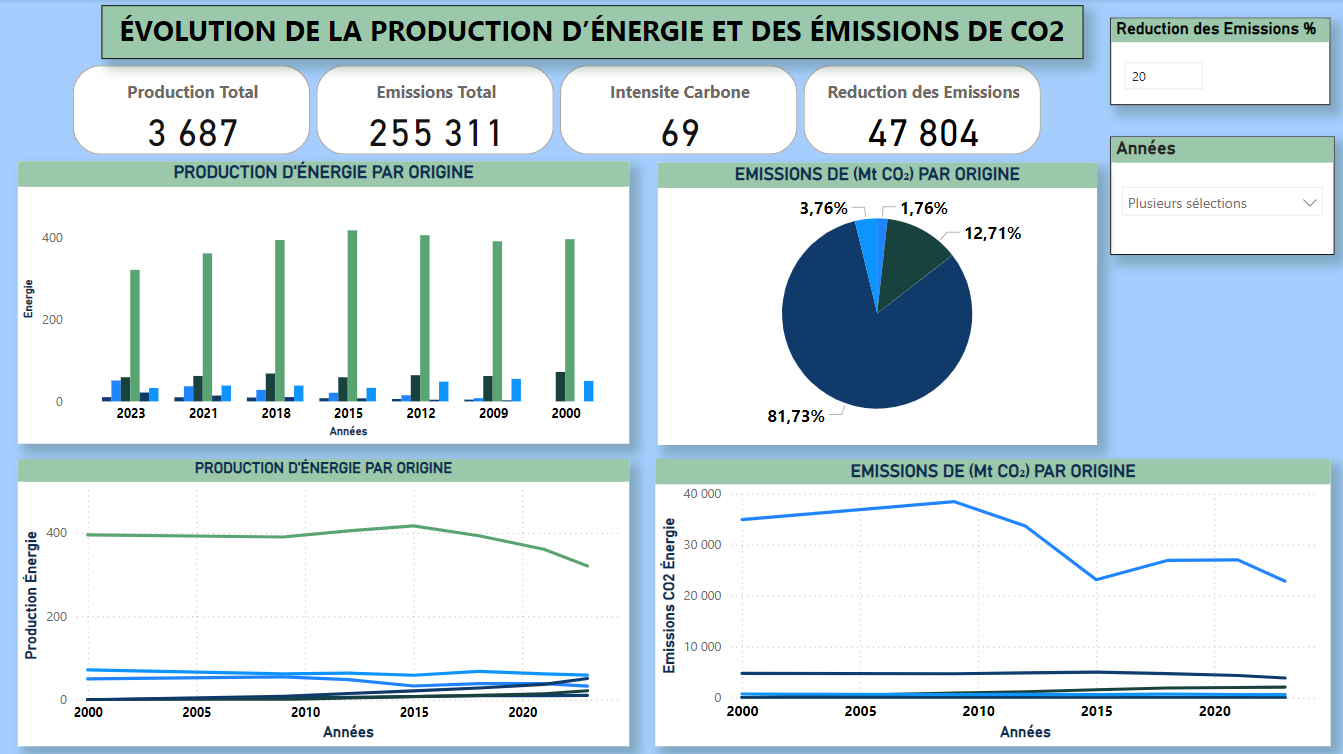 ÉVOLUTION DE LA PRODUCTION D’ÉNERGIE ET DES ÉMISSIONS DE CO2
Reduction des Emissions %
20
Production Total
3 687
Emissions Total
255 311
Intensite Carbone
69
Reduction des Emissions
47 804
Années
Plusieurs sélections
PRODUCTION D'ÉNERGIE PAR ORIGINE
Energie
400
200
0
2023 2021 2018 2015 2012 2009 2000
Années
EMISSIONS DE (Mt CO₂) PAR ORIGINE
3,76%
1,76%
12,71%
81,73%
PRODUCTION D'ÉNERGIE PAR ORIGINE
Production Énergie
400
200
0
2000 2005 2010 2015 2020
Années
EMISSIONS DE (Mt CO₂) PAR ORIGINE
Emissions CO2 Énergie
40 000
30 000
20 000
10 000
0
2000 2005 2010 2015 2020
Années